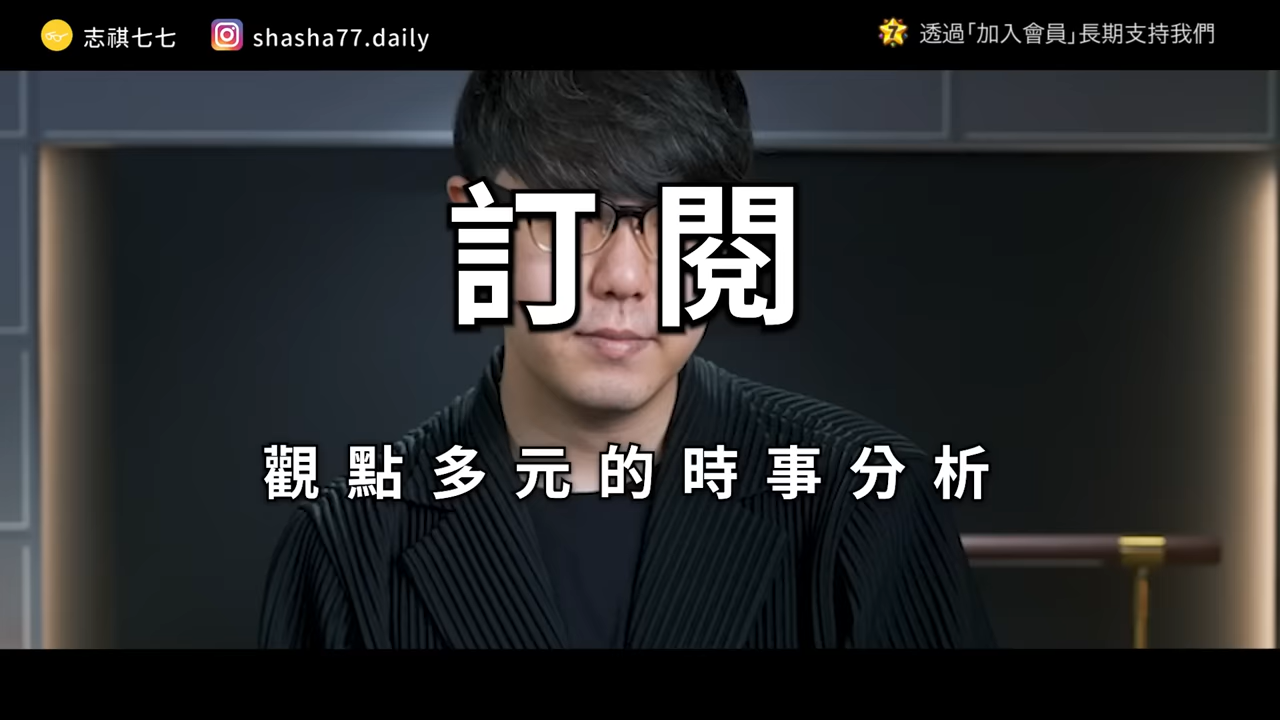 志祺七七
shasha77.daily
7 透過「加入會員」長期支持我們
訂閱
觀點多元的時事分析